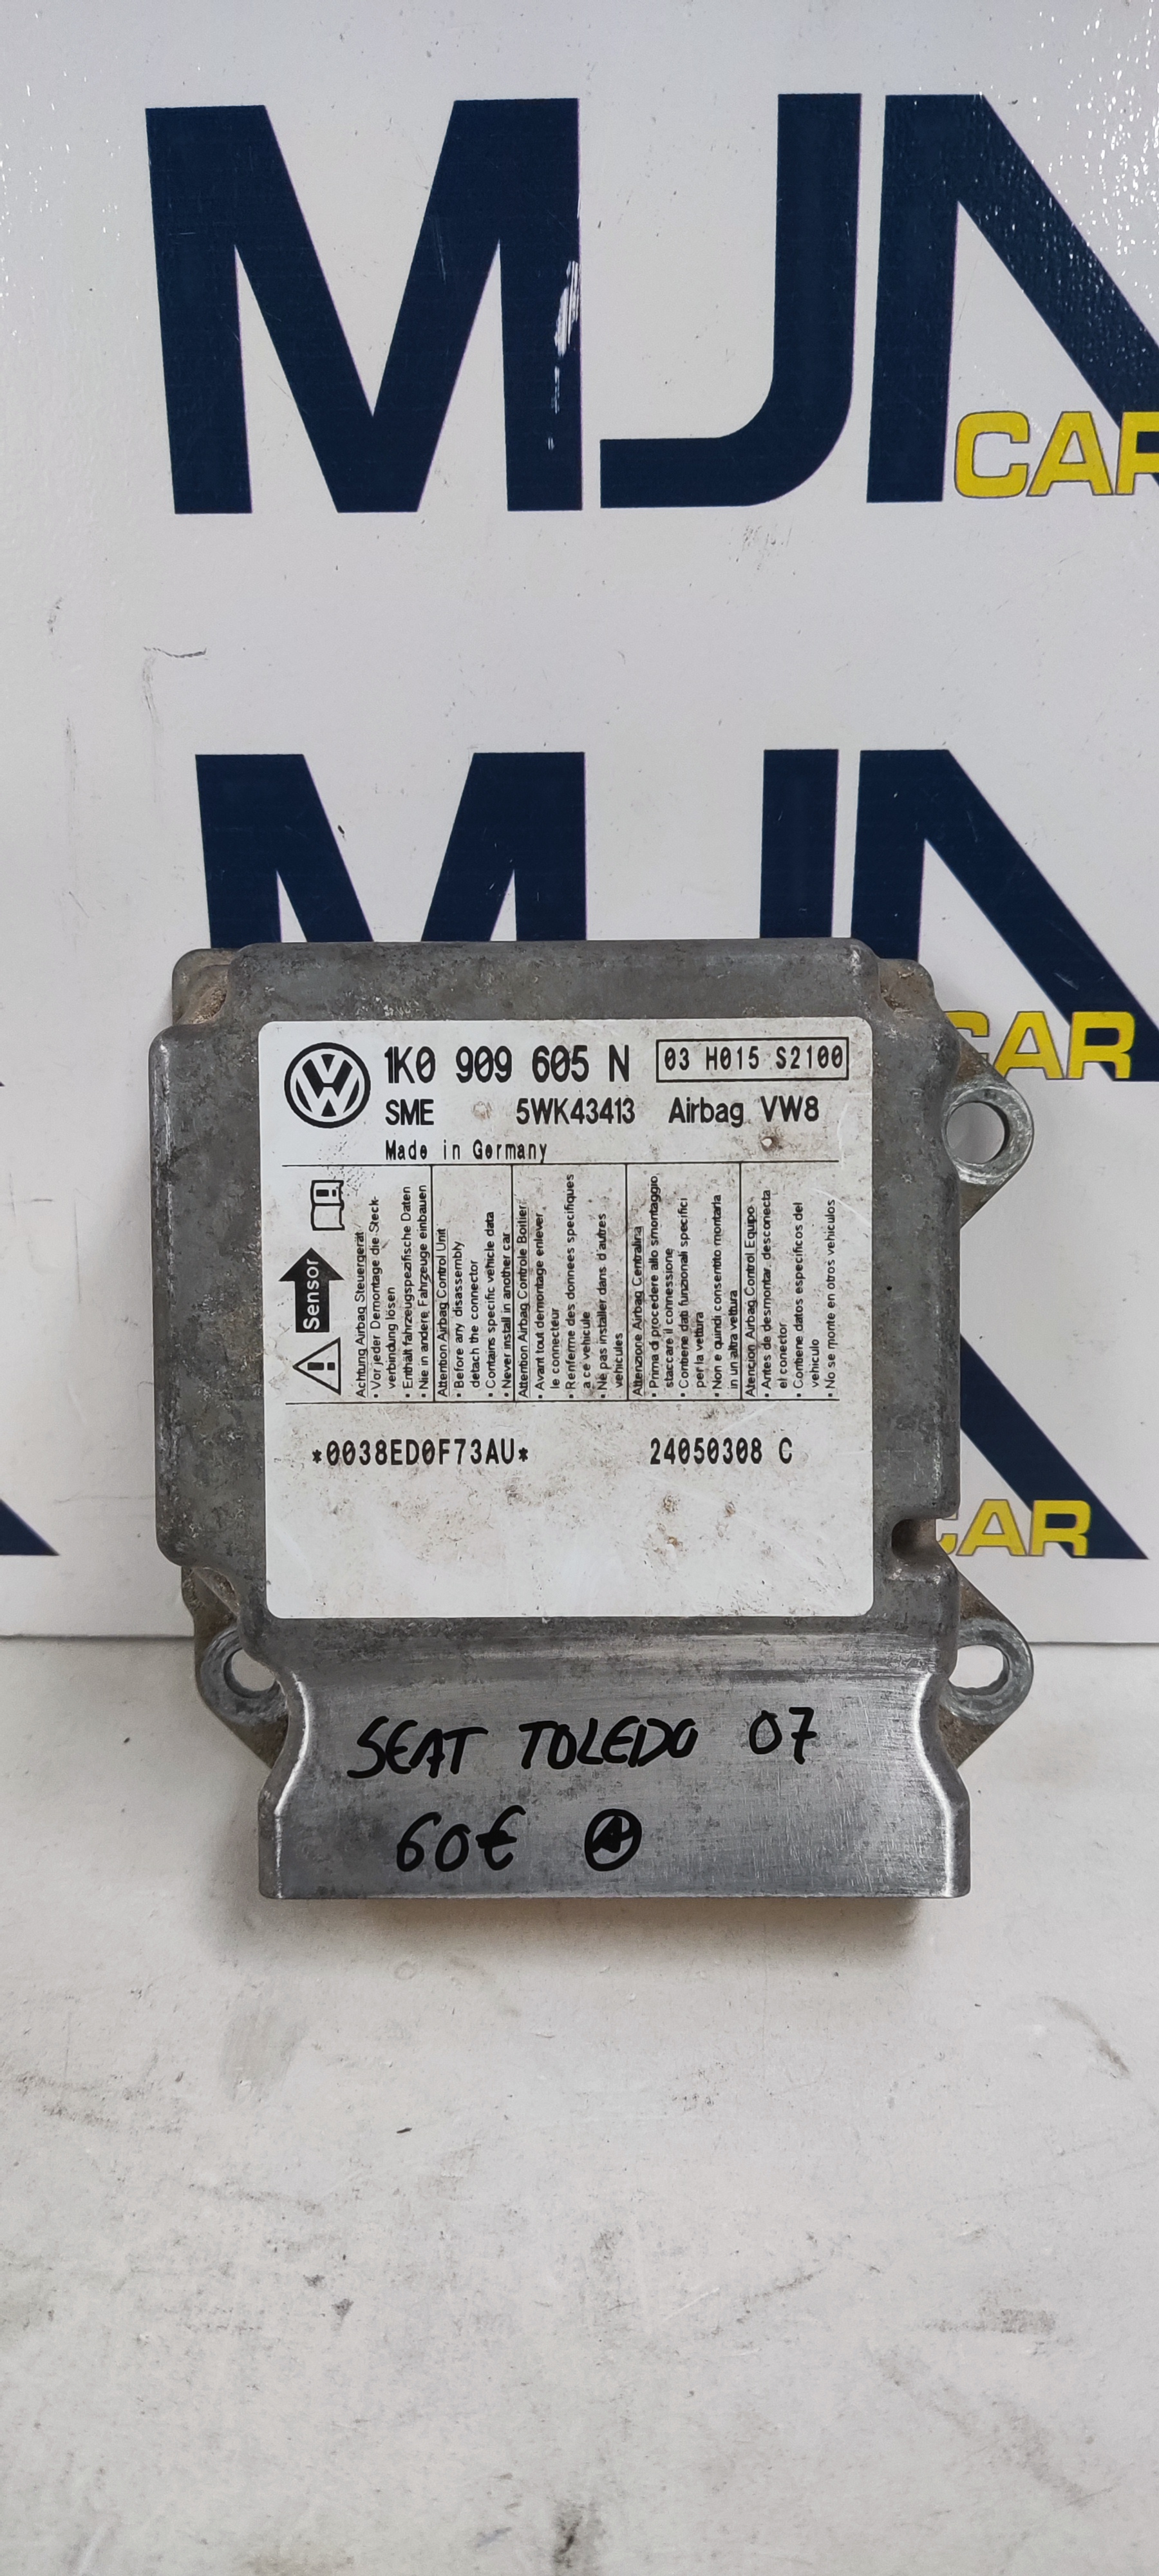 MJN
CAR
MJN
CAR
CAR
1K0 909 605 N
03 H015 S2100
SME 5WK43413 Airbag VW8
Made in Germany
Sensor
Achtung Airbag Steuergerät
• Vor jeder Demontage die Steck-
verbindung lösen
• Enthält fahrzeugspezifische Daten
• Nie in andere Fahrzeuge einbauen
Attention Airbag Control Unit
• Before any disassembly
detach the connector
• Contains specific vehicle data
• Never install in another car
Attention Airbag Controle Boitier
• Avant tout demontage enlever
le connecteur
• Renferme des donnees specifiques
a ce vehicule
• Ne pas installer dans d'autres
vehicules
Attenzione Airbag Centralina
• Prima di procedere allo smontaggio
staccare il connessione
• Contiene dati funzionali specifici
per la vettura
• Non e quindi consentito montarla
in un altra vettura
Atencion Airbag Control Equipo
• Antes de desmontar, desconecta
el conector
• Contiene datos especificos del
vehiculo
• No se monte en otros vehiculos
*0038ED0F73AU* 24050308 C
SEAT TOLEDO 07
60€ A